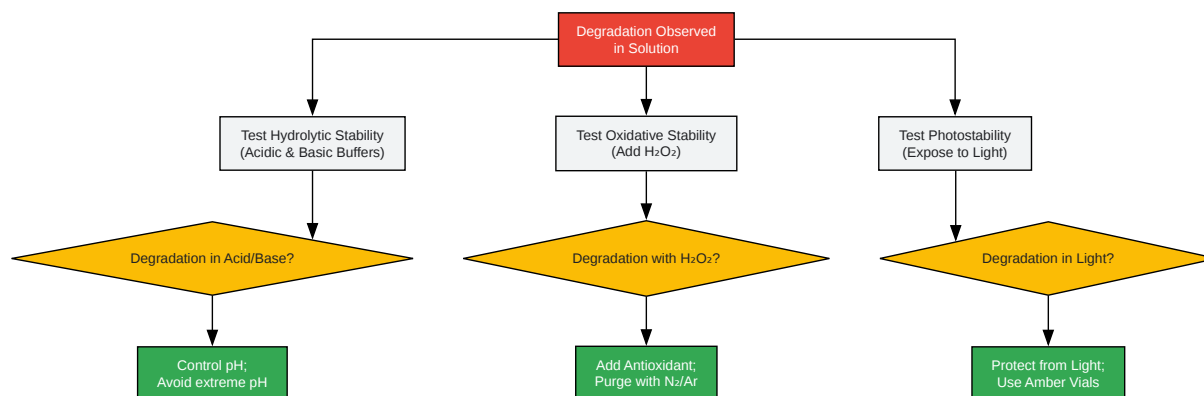 Degradation Observed
in Solution
Test Hydrolytic Stability
(Acidic & Basic Buffers)
Test Oxidative Stability
(Add H₂O₂)
Test Photostability
(Expose to Light)
Degradation in Acid/Base?
Degradation with H₂O₂?
Degradation in Light?
Control pH;
Avoid extreme pH
Add Antioxidant;
Purge with N₂/Ar
Protect from Light;
Use Amber Vials